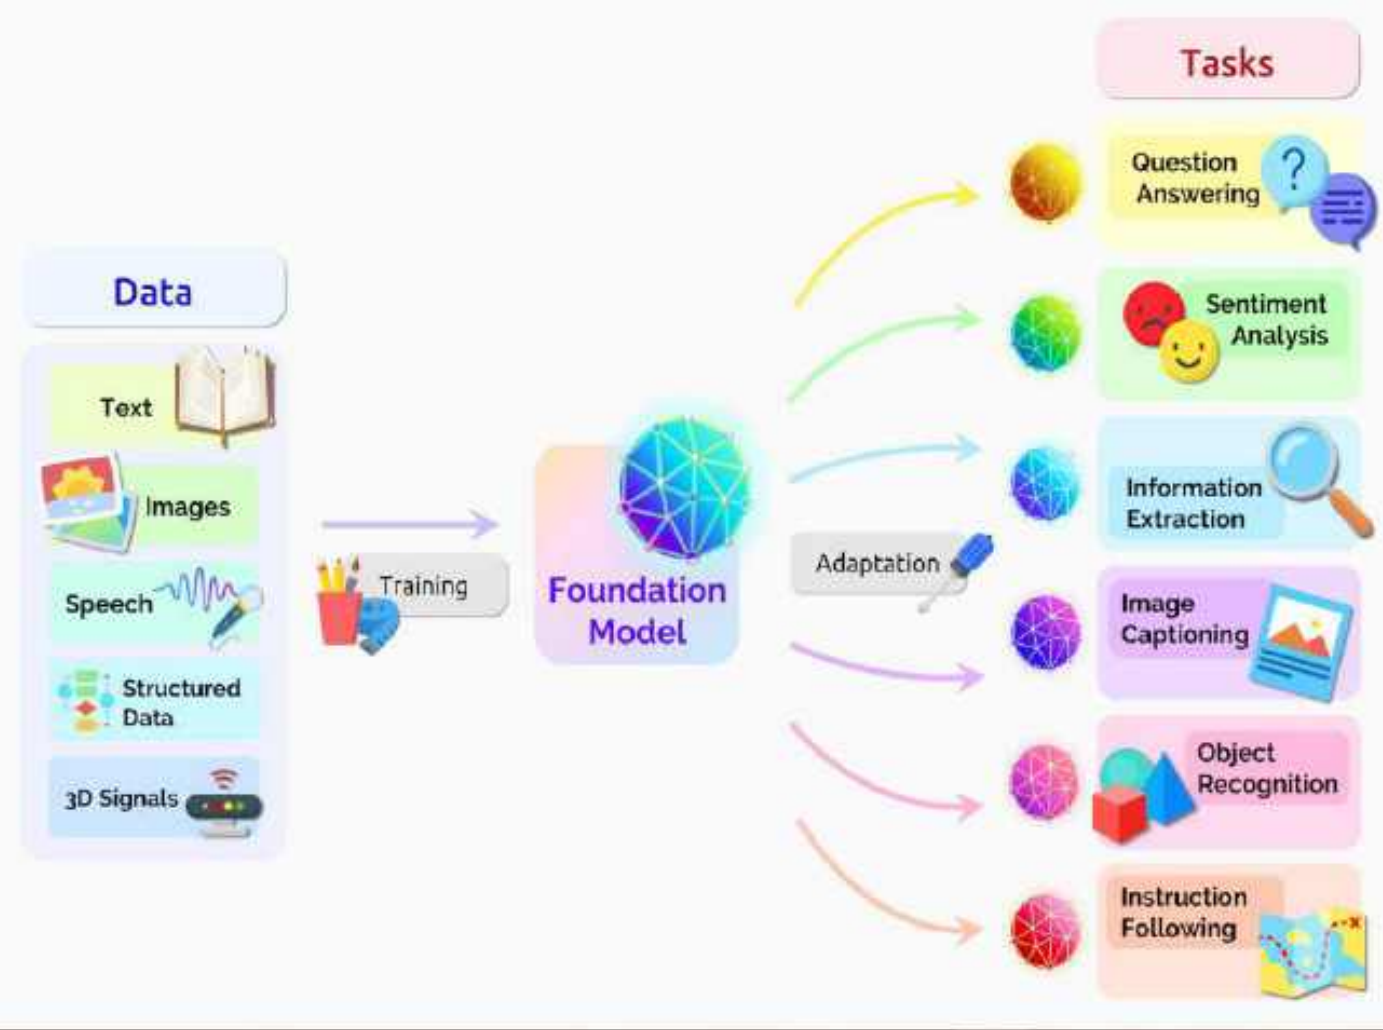 Data
Text
Images
Speech
Structured
Data
3D Signals
Training
Foundation
Model
Adaptation
Tasks
Question
Answering
?
Sentiment
Analysis
Information
Extraction
Image
Captioning
Object
Recognition
Instruction
Following
x